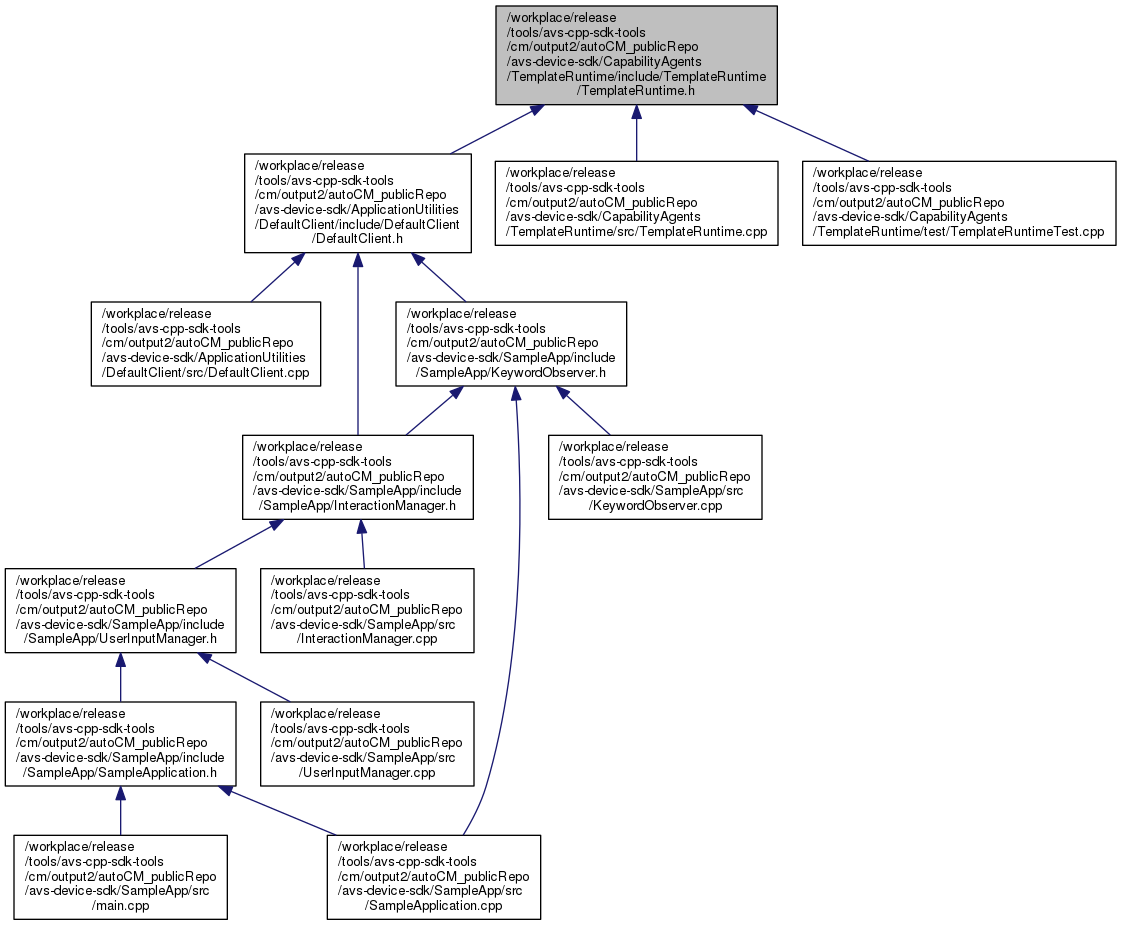 /workplace/release
/tools/avs-cpp-sdk-tools
/cm/output2/autoCM_publicRepo
/avs-device-sdk/CapabilityAgents
/TemplateRuntime/include/TemplateRuntime
/TemplateRuntime.h
/workplace/release
/tools/avs-cpp-sdk-tools
/cm/output2/autoCM_publicRepo
/avs-device-sdk/ApplicationUtilities
/DefaultClient/include/DefaultClient
/DefaultClient.h
/workplace/release
/tools/avs-cpp-sdk-tools
/cm/output2/autoCM_publicRepo
/avs-device-sdk/CapabilityAgents
/TemplateRuntime/src/TemplateRuntime.cpp
/workplace/release
/tools/avs-cpp-sdk-tools
/cm/output2/autoCM_publicRepo
/avs-device-sdk/CapabilityAgents
/TemplateRuntime/test/TemplateRuntimeTest.cpp
/workplace/release
/tools/avs-cpp-sdk-tools
/cm/output2/autoCM_publicRepo
/avs-device-sdk/ApplicationUtilities
/DefaultClient/src/DefaultClient.cpp
/workplace/release
/tools/avs-cpp-sdk-tools
/cm/output2/autoCM_publicRepo
/avs-device-sdk/SampleApp/include
/SampleApp/KeywordObserver.h
/workplace/release
/tools/avs-cpp-sdk-tools
/cm/output2/autoCM_publicRepo
/avs-device-sdk/SampleApp/include
/SampleApp/InteractionManager.h
/workplace/release
/tools/avs-cpp-sdk-tools
/cm/output2/autoCM_publicRepo
/avs-device-sdk/SampleApp/src
/KeywordObserver.cpp
/workplace/release
/tools/avs-cpp-sdk-tools
/cm/output2/autoCM_publicRepo
/avs-device-sdk/SampleApp/include
/SampleApp/UserInputManager.h
/workplace/release
/tools/avs-cpp-sdk-tools
/cm/output2/autoCM_publicRepo
/avs-device-sdk/SampleApp/src
/InteractionManager.cpp
/workplace/release
/tools/avs-cpp-sdk-tools
/cm/output2/autoCM_publicRepo
/avs-device-sdk/SampleApp/include
/SampleApp/SampleApplication.h
/workplace/release
/tools/avs-cpp-sdk-tools
/cm/output2/autoCM_publicRepo
/avs-device-sdk/SampleApp/src
/UserInputManager.cpp
/workplace/release
/tools/avs-cpp-sdk-tools
/cm/output2/autoCM_publicRepo
/avs-device-sdk/SampleApp/src
/main.cpp
/workplace/release
/tools/avs-cpp-sdk-tools
/cm/output2/autoCM_publicRepo
/avs-device-sdk/SampleApp/src
/SampleApplication.cpp